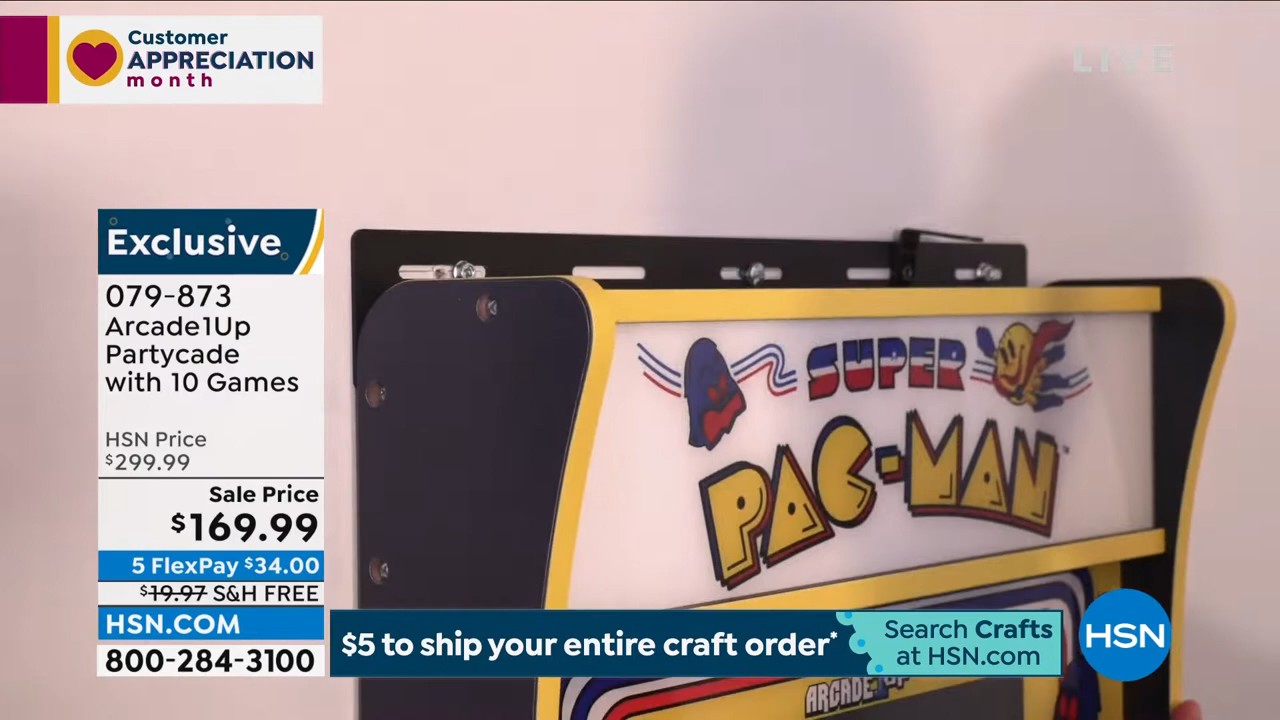 Customer
APPRECIATION
month
LIVE
Exclusive
079-873
Arcade1Up
Partycade
with 10 Games
HSN Price
$299.99
Sale Price
$169.99
5 FlexPay $34.00
$19.97 S&H FREE
HSN.COM
800-284-3100
SUPER
PAC-MAN™
$5 to ship your entire craft order*
Search Crafts
at HSN.com
HSN
ARCADE1UP